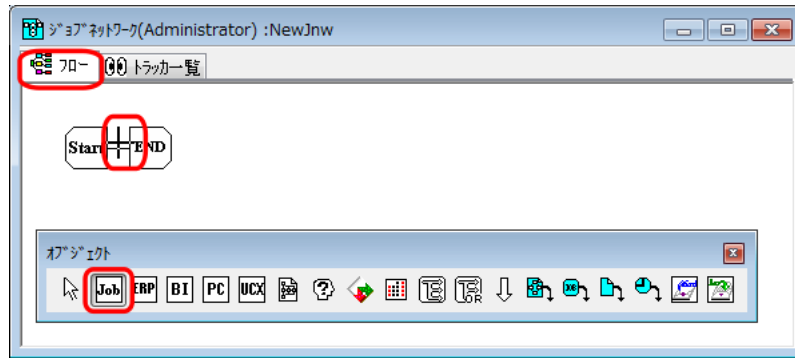 ｼﾞｮﾌﾞﾈｯﾄﾜｰｸ(Administrator) :NewJnw
ﾌﾛｰ ﾄﾗｯｶ一覧
Start END
ｵﾌﾞｼﾞｪｸﾄ
Job ERP BI PC UCX OR